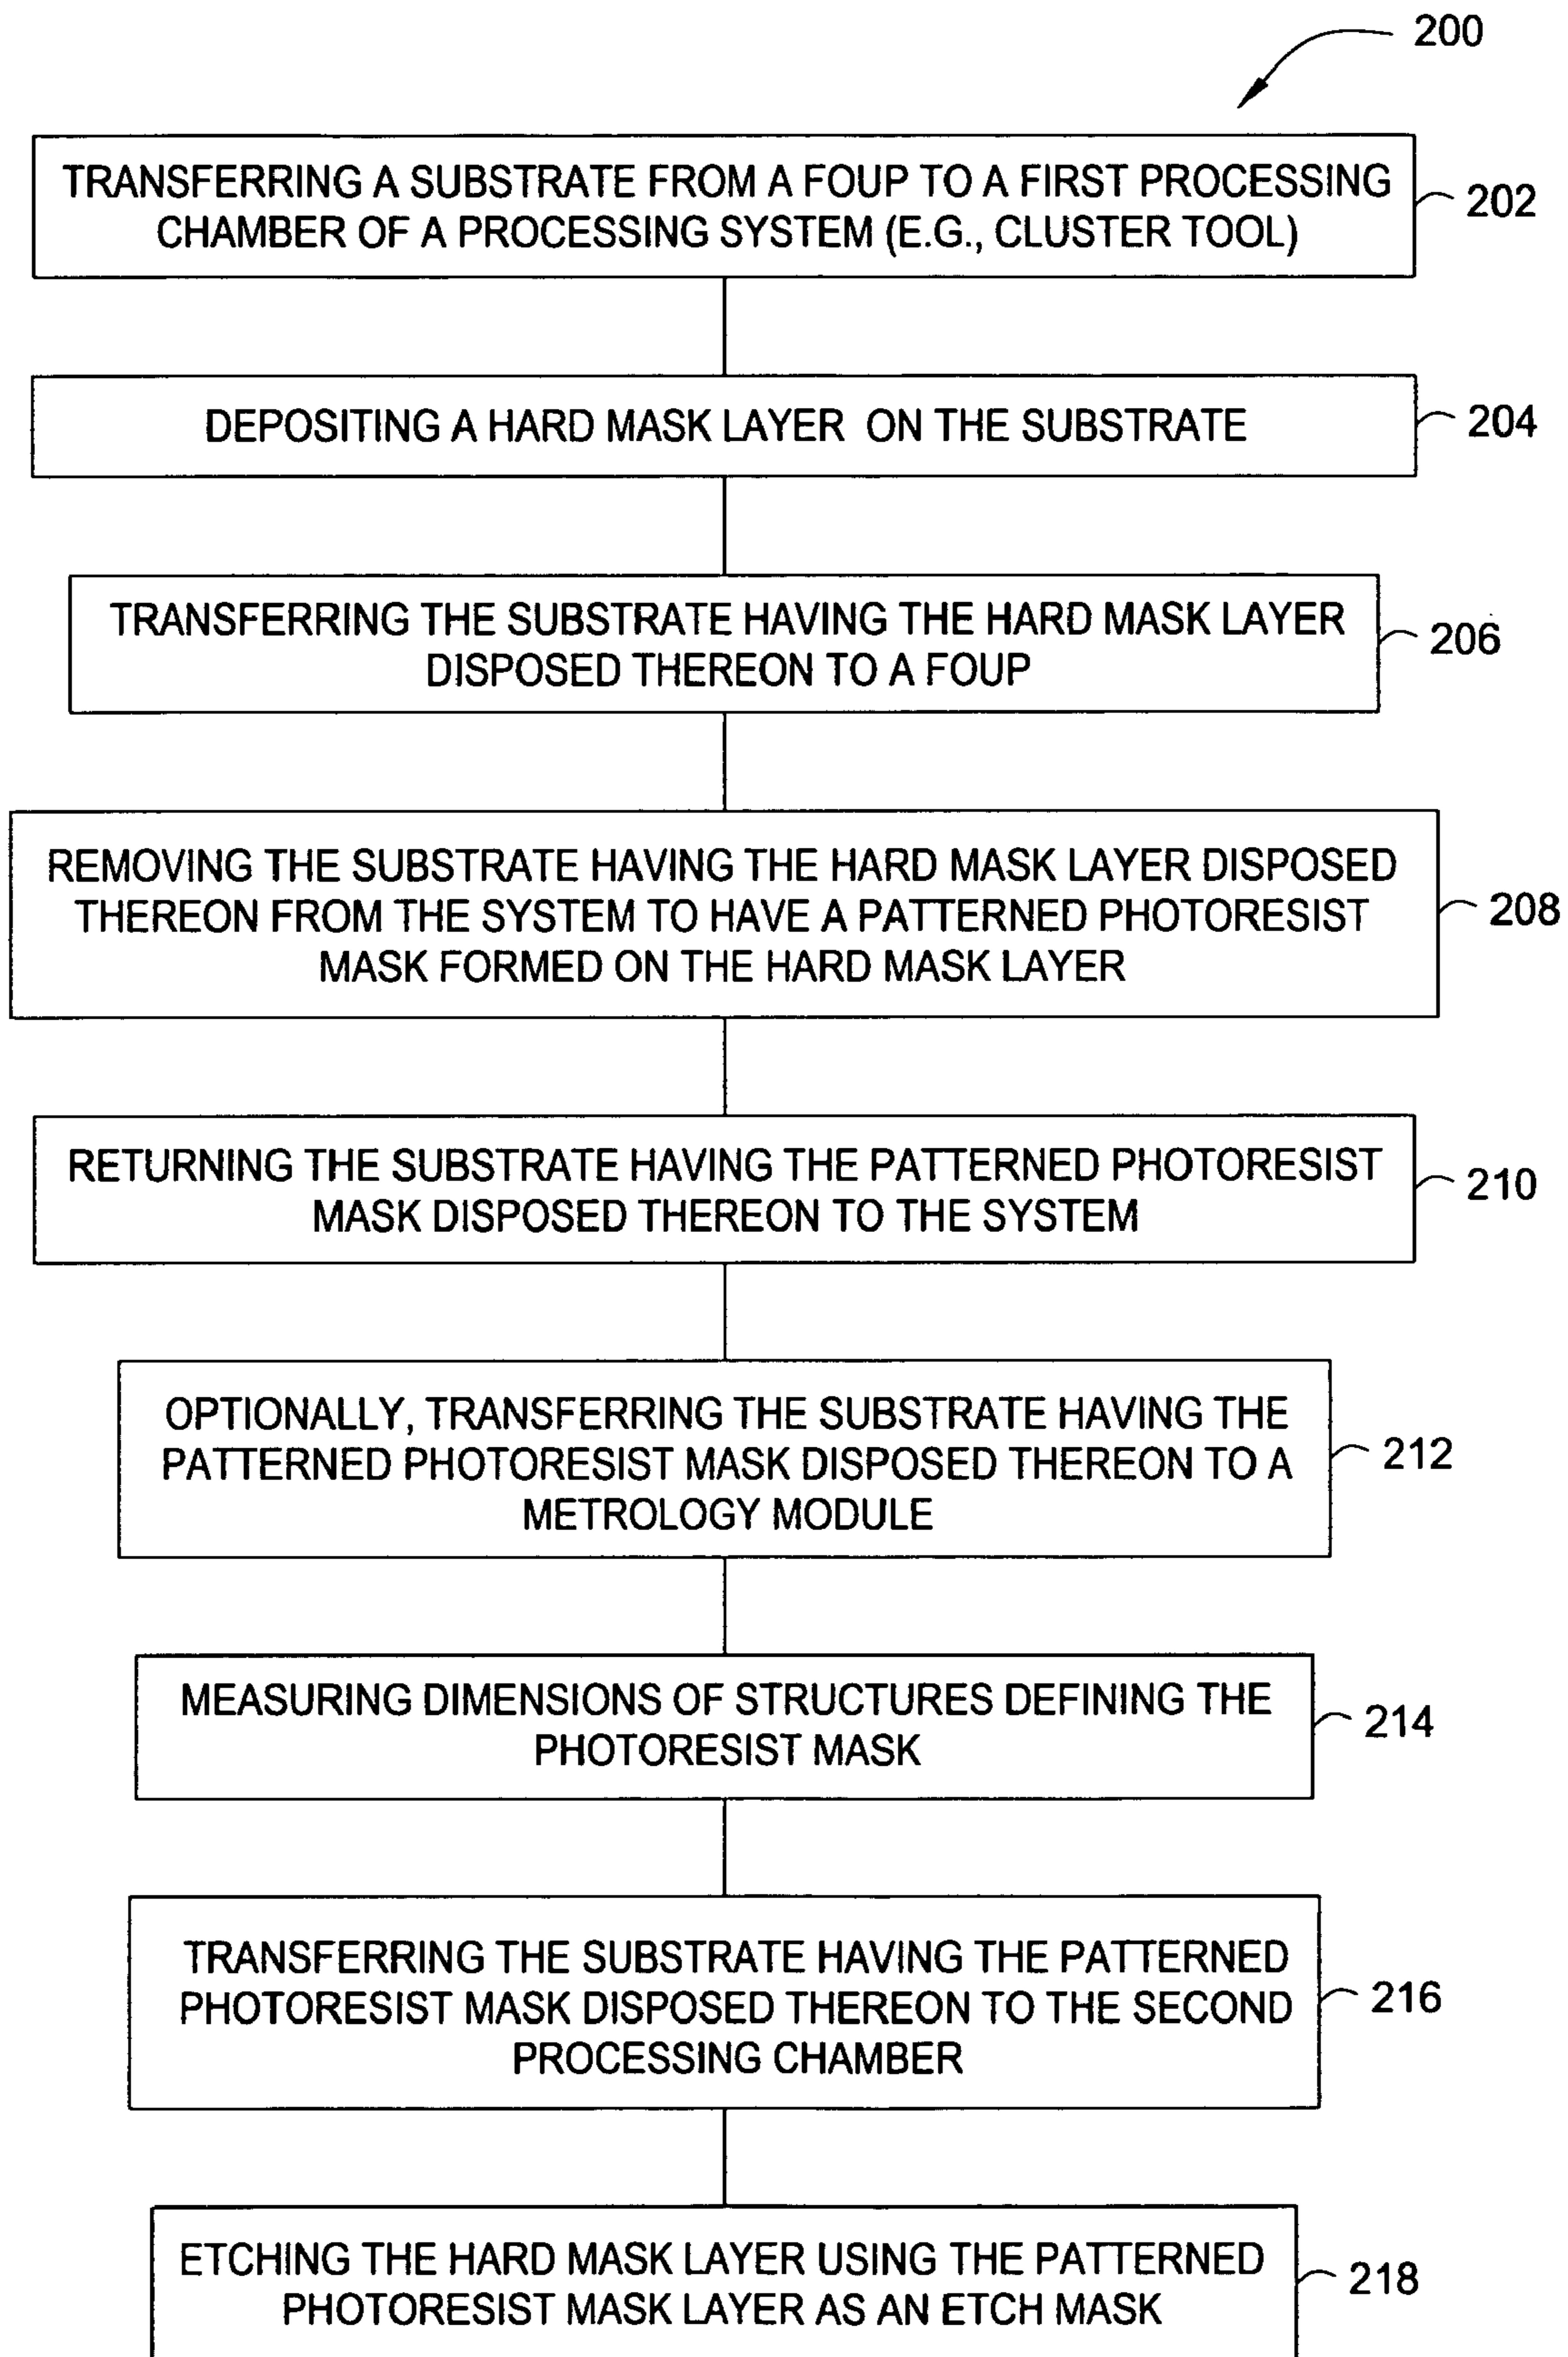 200
TRANSFERRING A SUBSTRATE FROM A FOUP TO A FIRST PROCESSING
CHAMBER OF A PROCESSING SYSTEM (E.G., CLUSTER TOOL)
202
DEPOSITING A HARD MASK LAYER ON THE SUBSTRATE
204
TRANSFERRING THE SUBSTRATE HAVING THE HARD MASK LAYER
DISPOSED THEREON TO A FOUP
206
REMOVING THE SUBSTRATE HAVING THE HARD MASK LAYER DISPOSED
THEREON FROM THE SYSTEM TO HAVE A PATTERNED PHOTORESIST
MASK FORMED ON THE HARD MASK LAYER
208
RETURNING THE SUBSTRATE HAVING THE PATTERNED PHOTORESIST
MASK DISPOSED THEREON TO THE SYSTEM
210
OPTIONALLY, TRANSFERRING THE SUBSTRATE HAVING THE
PATTERNED PHOTORESIST MASK DISPOSED THEREON TO A
METROLOGY MODULE
212
MEASURING DIMENSIONS OF STRUCTURES DEFINING THE
PHOTORESIST MASK
214
TRANSFERRING THE SUBSTRATE HAVING THE PATTERNED
PHOTORESIST MASK DISPOSED THEREON TO THE SECOND
PROCESSING CHAMBER
216
ETCHING THE HARD MASK LAYER USING THE PATTERNED
PHOTORESIST MASK LAYER AS AN ETCH MASK
218